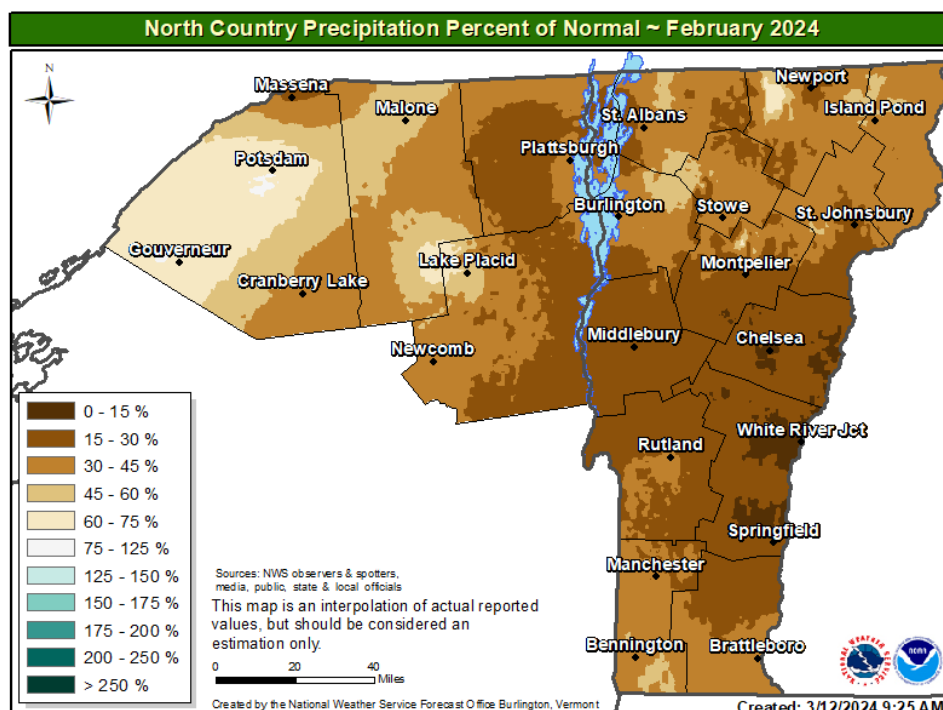 North Country Precipitation Percent of Normal ~ February 2024
N
Massena
Malone
Newport
Island Pond
St. Albans
Potsdam
Plattsburgh
Burlington
Stowe
St. Johnsbury
Gouverneur
Lake Placid
Montpelier
Cranberry Lake
Middlebury
Chelsea
Newcomb
0 - 15 %
15 - 30 %
30 - 45 %
45 - 60 %
60 - 75 %
75 - 125 %
125 - 150 %
150 - 175 %
175 - 200 %
200 - 250 %
> 250 %
White River Jct
Rutland
Springfield
Manchester
Bennington
Brattleboro
Sources: NWS observers & spotters,
media, public, state & local officials
This map is an interpolation of actual reported
values, but should be considered an
estimation only.
0 20 40
Miles
NATIONAL WEATHER SERVICE
NOAA
Created by the National Weather Service Forecast Office Burlington, Vermont
Created: 3/12/2024 9:25 AM